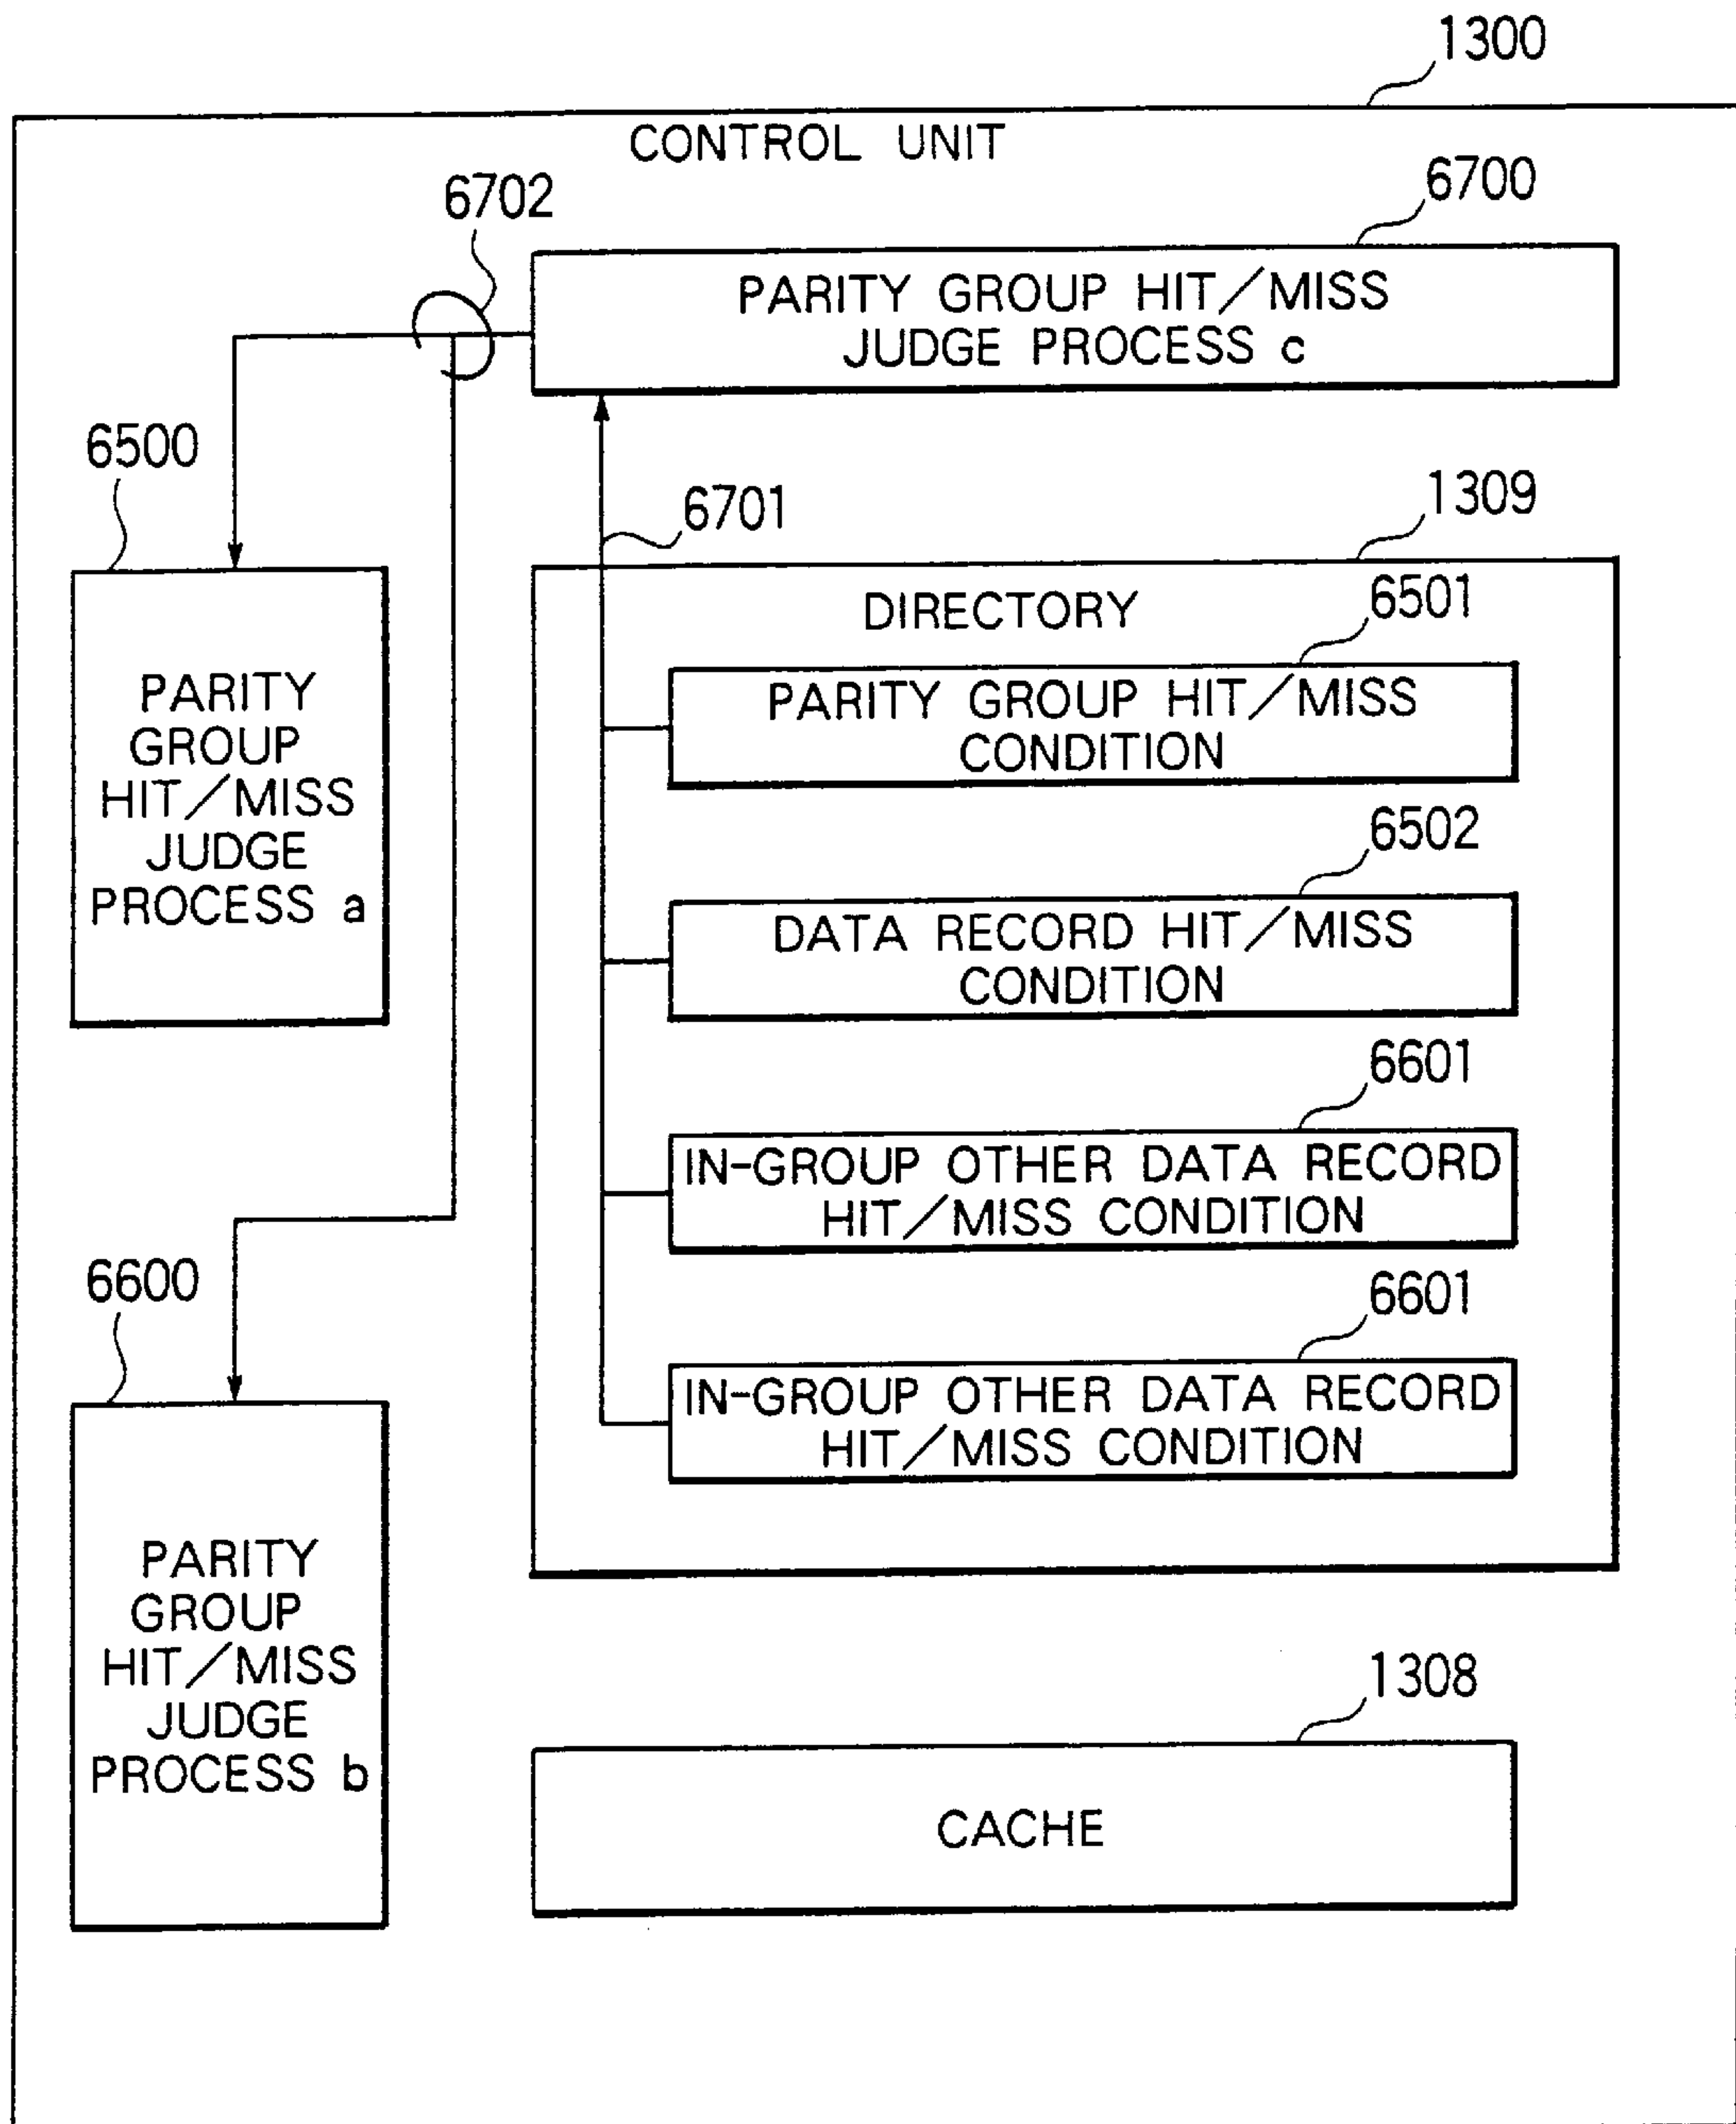 1300
CONTROL UNIT
6702
6700
PARITY GROUP HIT/MISS
JUDGE PROCESS c
6500
6701
1309
PARITY
GROUP
HIT/MISS
JUDGE
PROCESS a
DIRECTORY
6501
PARITY GROUP HIT/MISS
CONDITION
6502
DATA RECORD HIT/MISS
CONDITION
6601
IN-GROUP OTHER DATA RECORD
HIT/MISS CONDITION
6600
6601
IN-GROUP OTHER DATA RECORD
HIT/MISS CONDITION
PARITY
GROUP
HIT/MISS
JUDGE
PROCESS b
1308
CACHE